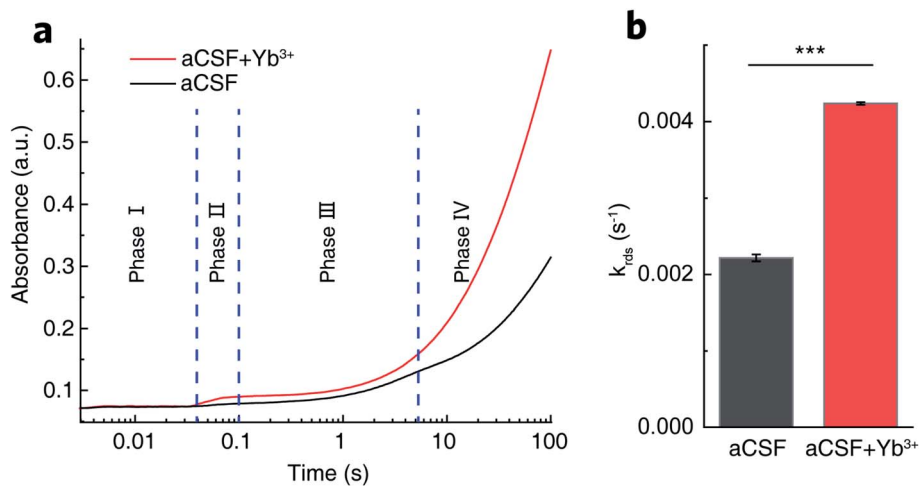 a
aCSF+Yb³⁺
aCSF
Absorbance (a.u.)
0.6
0.5
0.4
0.3
0.2
0.1
Phase Ⅰ
Phase Ⅱ
Phase Ⅲ
Phase Ⅳ
0.01
0.1
1
10
100
Time (s)
b
***
k_rds (s⁻¹)
0.004
0.002
0.000
aCSF
aCSF+Yb³⁺